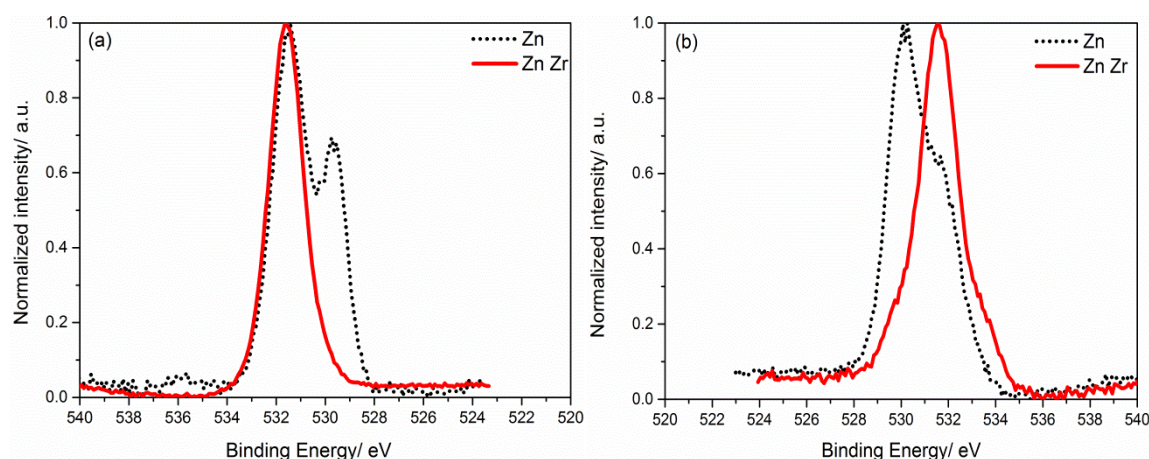 (a)
Zn
Zn Zr
Normalized intensity/ a.u.
1.0
0.8
0.6
0.4
0.2
0.0
540 538 536 534 532 530 528 526 524 522 520
Binding Energy/ eV
(b)
Zn
Zn Zr
Normalized intensity/ a.u.
1.0
0.8
0.6
0.4
0.2
0.0
520 522 524 526 528 530 532 534 536 538 540
Binding Energy/ eV